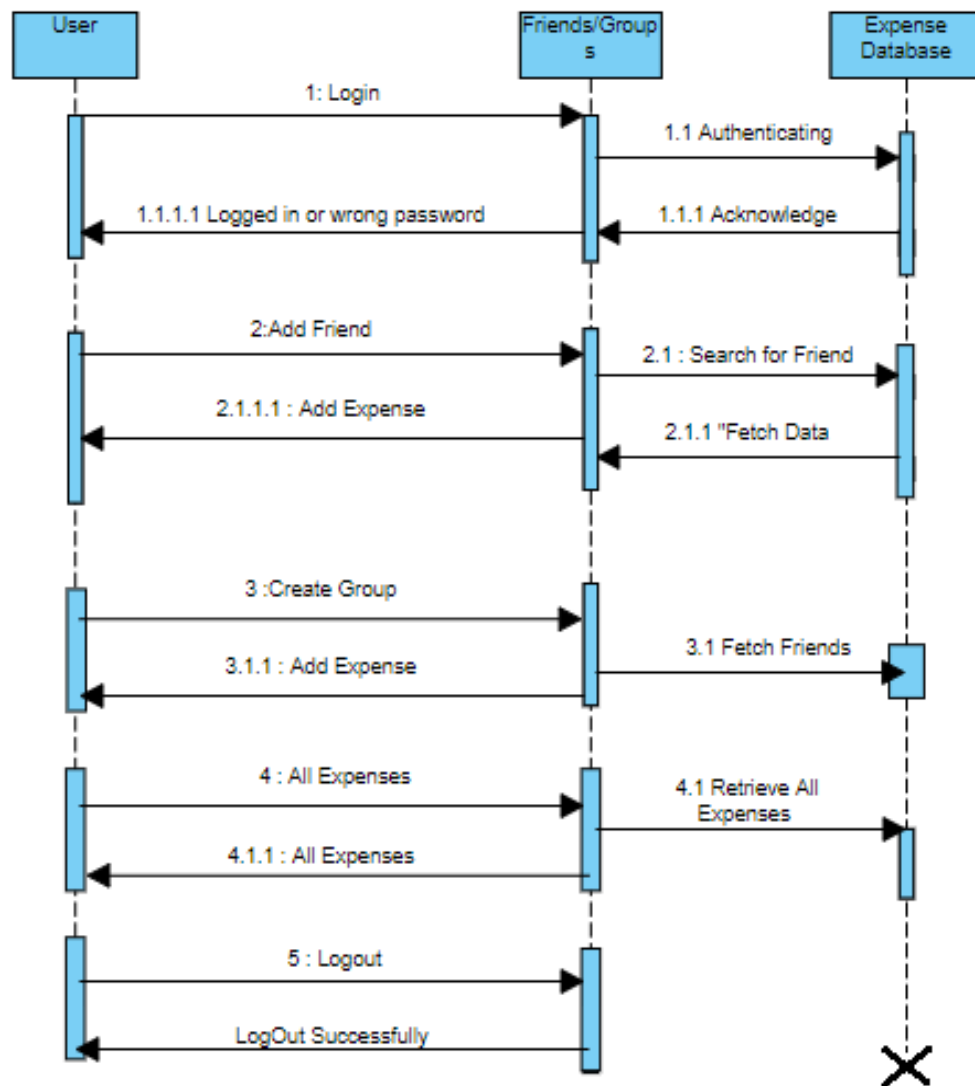 User
Friends/Group
s
Expense
Database
1: Login
1.1 Authenticating
1.1.1.1 Logged in or wrong password
1.1.1 Acknowledge
2:Add Friend
2.1 : Search for Friend
2.1.1.1 : Add Expense
2.1.1 "Fetch Data
3 :Create Group
3.1 Fetch Friends
3.1.1 : Add Expense
4 : All Expenses
4.1 Retrieve All
Expenses
4.1.1 : All Expenses
5 : Logout
LogOut Successfully